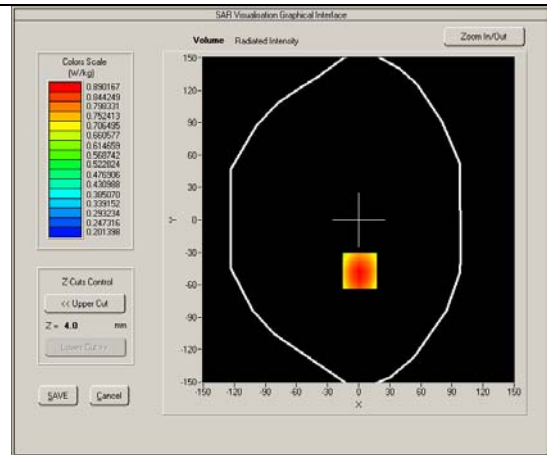 SAR Visualisation Graphical Interface
Volume Radiated Intensity
Zoom In/Out
Colors Scale
(W/kg)
0.890167
0.844249
0.798331
0.752413
0.706495
0.660577
0.614659
0.568742
0.522824
0.476906
0.430988
0.385070
0.339152
0.293234
0.247316
0.201398
Z-Cuts Control
<< Upper Cut
Z = 4.0 mm
Lower Cut >>
SAVE
Cancel
150
120
90
60
30
0
-30
-60
-90
-120
-150
Y
-150 -120 -90 -60 -30 0 30 60 90 120 150
X